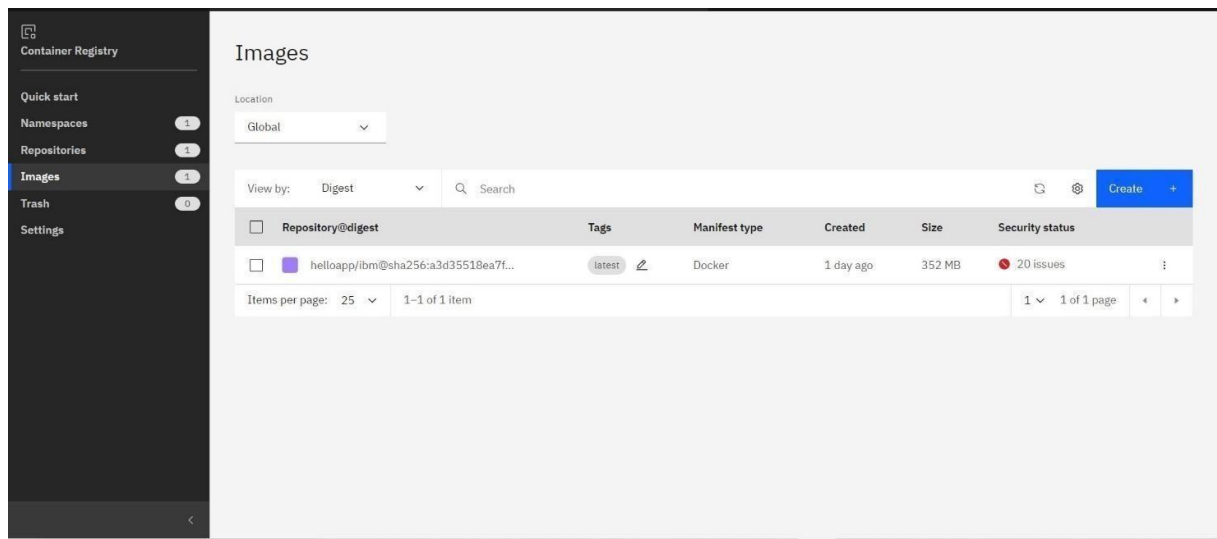 Container Registry
Quick start
Namespaces 1
Repositories 1
Images 1
Trash 0
Settings
Images
Location
Global
View by: Digest Search Create +
Repository@digest Tags Manifest type Created Size Security status
helloapp/ibm@sha256:a3d35518ea7f... latest Docker 1 day ago 352 MB 20 issues
Items per page: 25 1–1 of 1 item 1 1 of 1 page